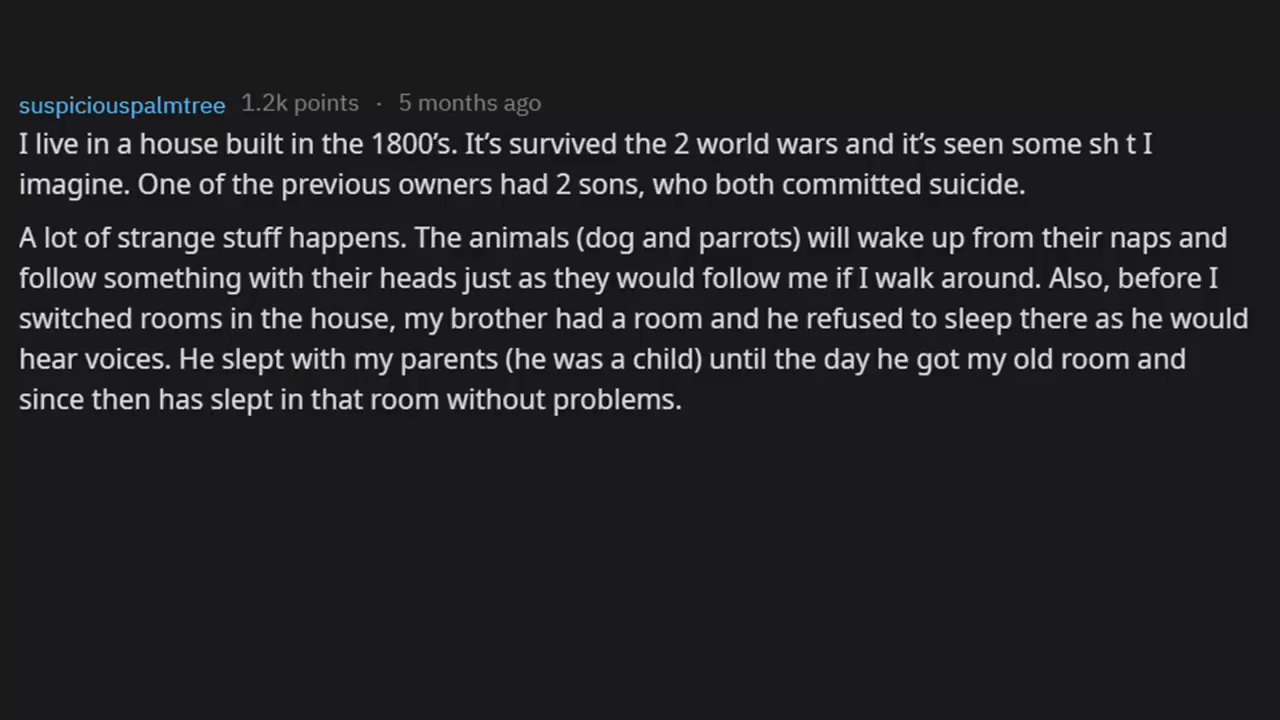 suspiciouspalmtree 1.2k points · 5 months ago
I live in a house built in the 1800’s. It’s survived the 2 world wars and it’s seen some sh t I
imagine. One of the previous owners had 2 sons, who both committed suicide.
A lot of strange stuff happens. The animals (dog and parrots) will wake up from their naps and
follow something with their heads just as they would follow me if I walk around. Also, before I
switched rooms in the house, my brother had a room and he refused to sleep there as he would
hear voices. He slept with my parents (he was a child) until the day he got my old room and
since then has slept in that room without problems.